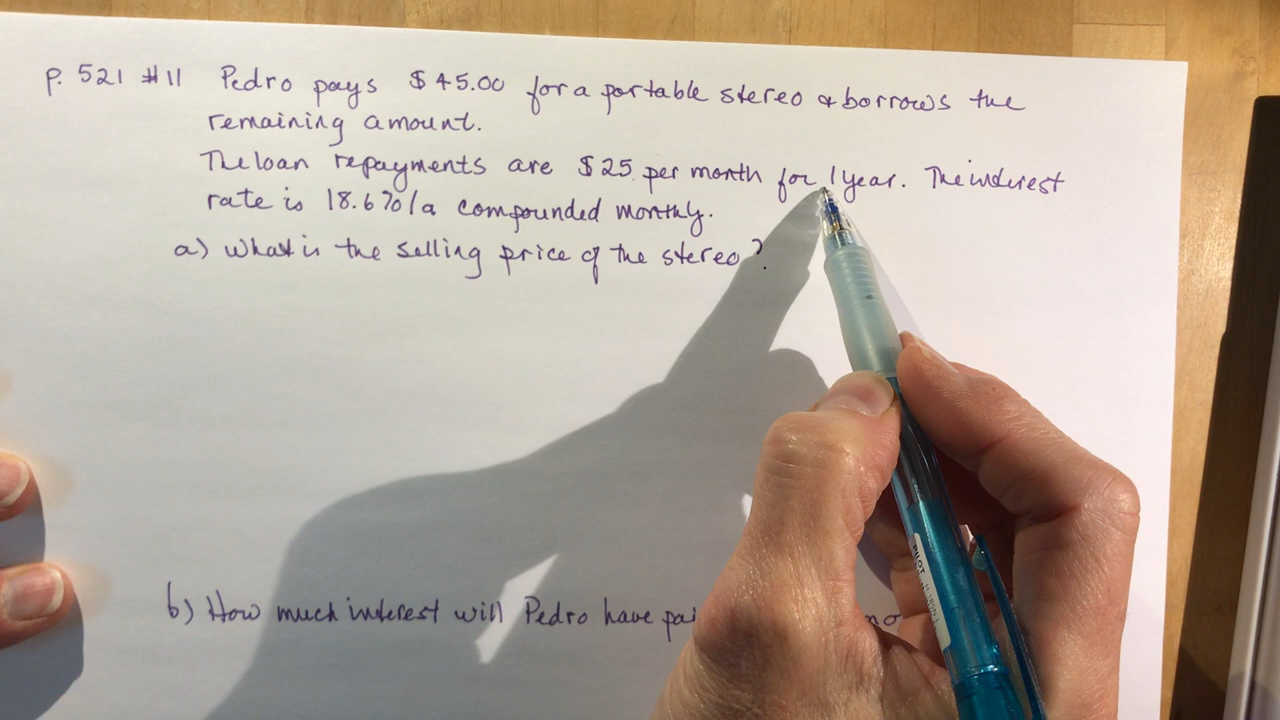 p. 521 #11 Pedro pays $45.00 for a portable stereo & borrows the
remaining amount.
The loan repayments are $25 per month for 1 year. The interest
rate is 18.6%/a compounded monthly.
a) What is the selling price of the stereo?
b) How much interest will Pedro have
PILOT